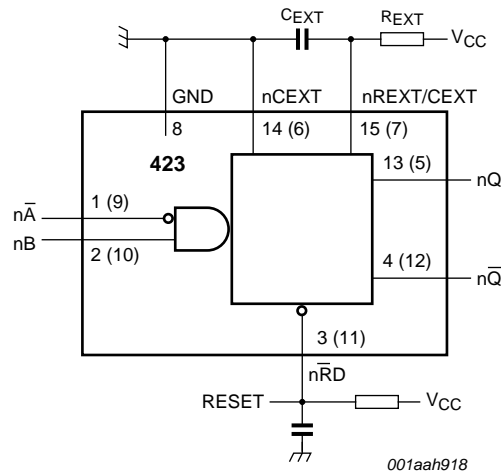 CEXT
REXT
VCC
GND
nCEXT
nREXT/CEXT
8
14 (6)
15 (7)
423
13 (5)
nQ
1 (9)
nA̅
nB
2 (10)
4 (12)
nQ̅
3 (11)
nR̅D
RESET
VCC
001aah918